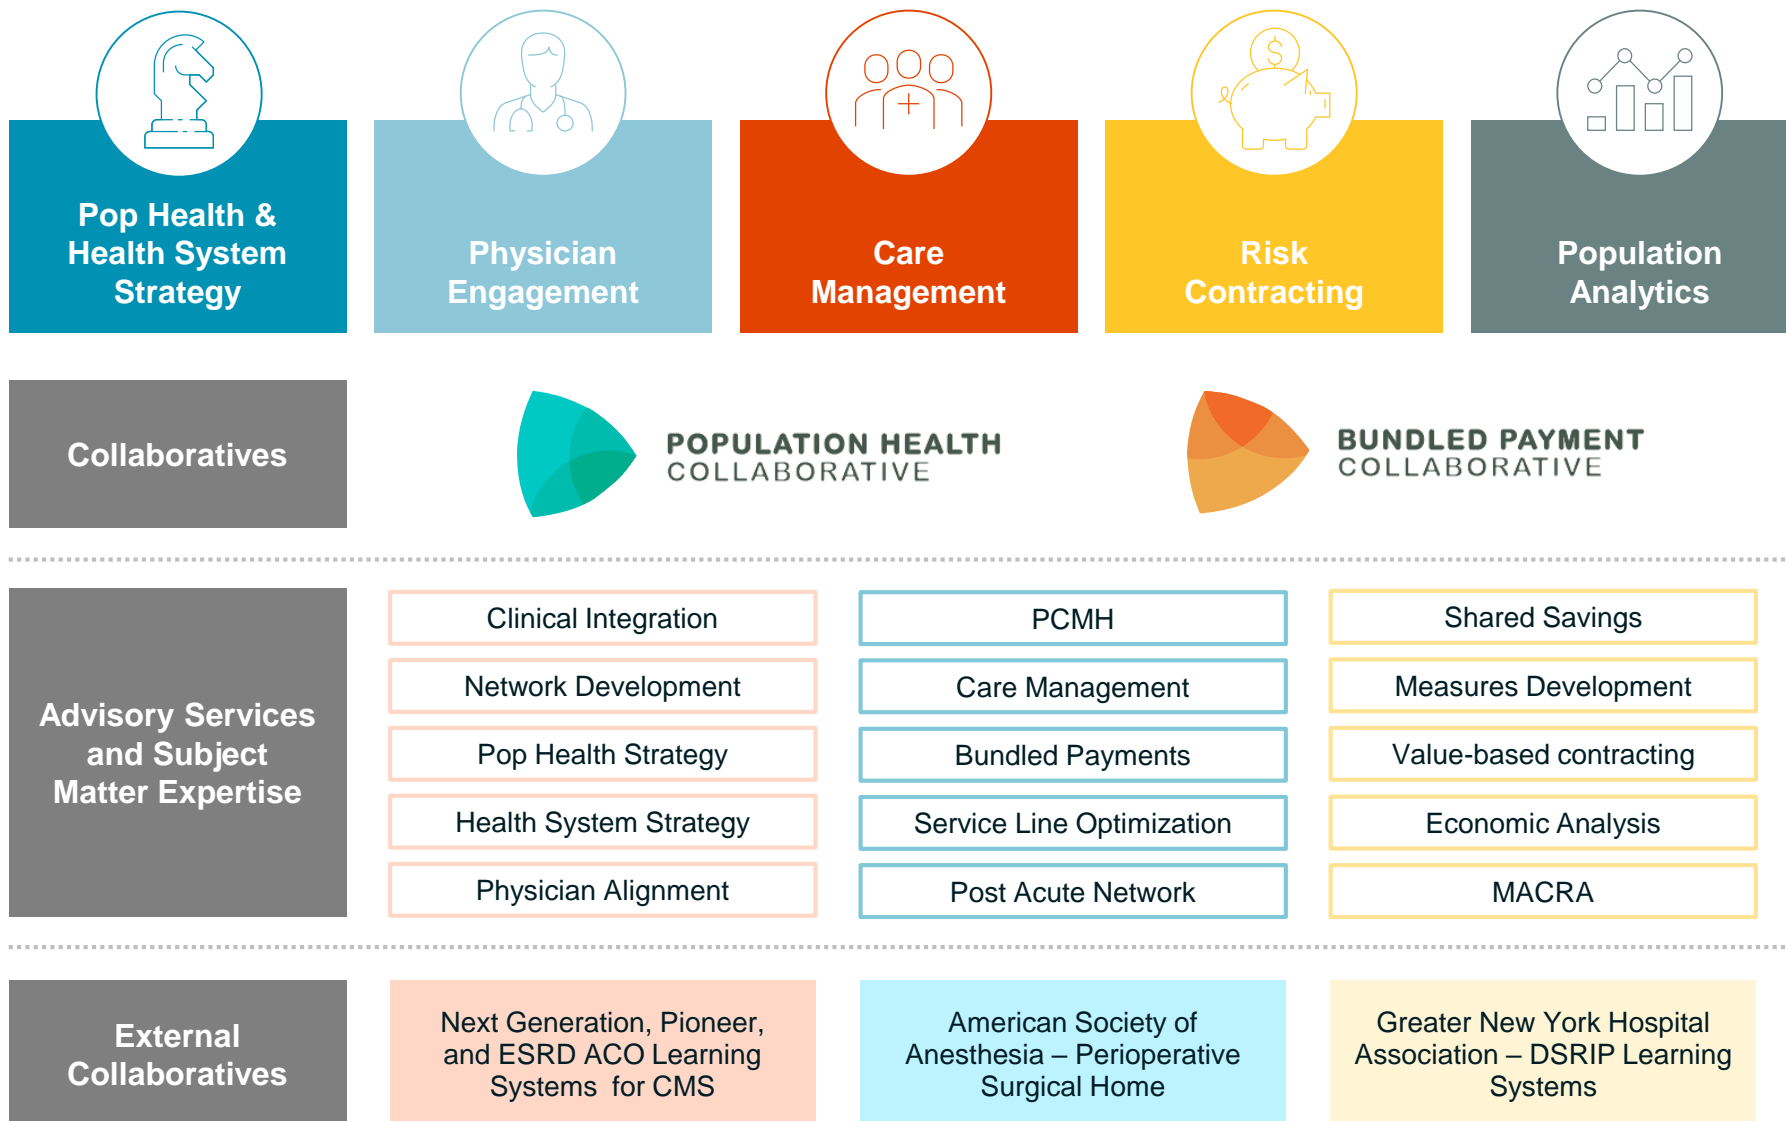 Pop Health &
Health System
Strategy
Physician
Engagement
Care
Management
Risk
Contracting
Population
Analytics
Collaboratives
POPULATION HEALTH
COLLABORATIVE
BUNDLED PAYMENT
COLLABORATIVE
Advisory Services
and Subject
Matter Expertise
Clinical Integration
Network Development
Pop Health Strategy
Health System Strategy
Physician Alignment
PCMH
Care Management
Bundled Payments
Service Line Optimization
Post Acute Network
Shared Savings
Measures Development
Value-based contracting
Economic Analysis
MACRA
External
Collaboratives
Next Generation, Pioneer,
and ESRD ACO Learning
Systems  for CMS
American Society of
Anesthesia – Perioperative
Surgical Home
Greater New York Hospital
Association – DSRIP Learning
Systems